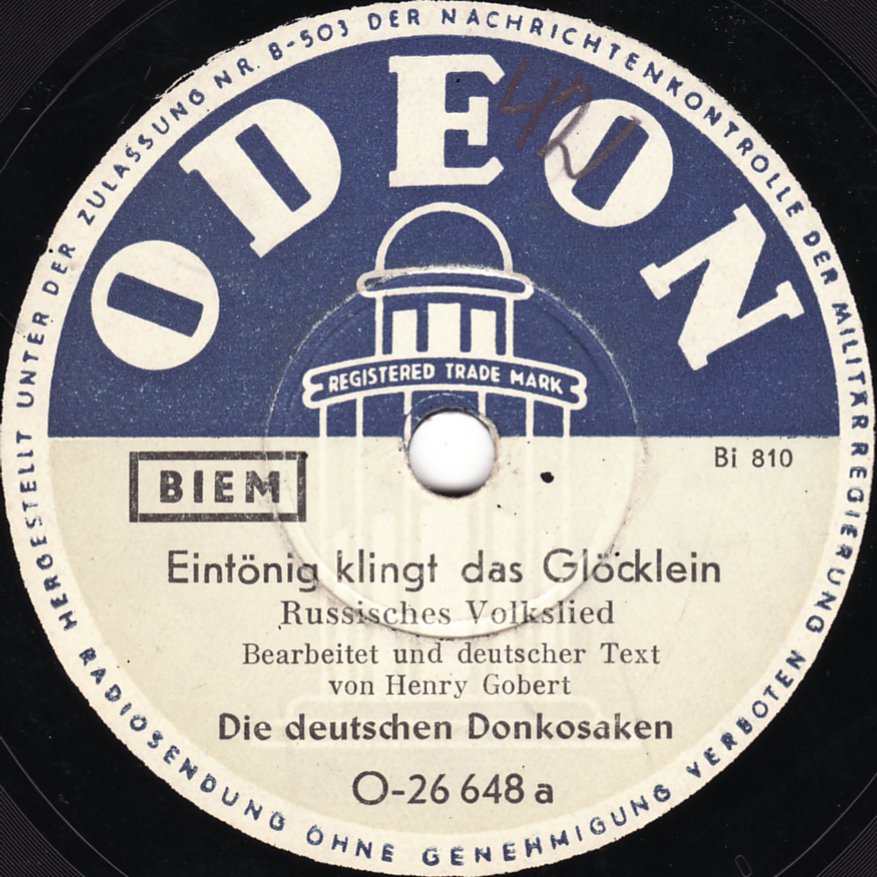 HERGESTELLT UNTER DER ZULASSUNG NR. B-503 DER NACHRICHTENKONTROLLE DER MILITÄRREGIERUNG
ODEON
42
REGISTERED TRADE MARK
Bi 810
BIEM
Eintönig klingt das Glöcklein
Russisches Volkslied
Bearbeitet und deutscher Text
von Henry Gobert
Die deutschen Donkosaken
O-26 648 a
RADIOSENDUNG OHNE GENEHMIGUNG VERBOTEN